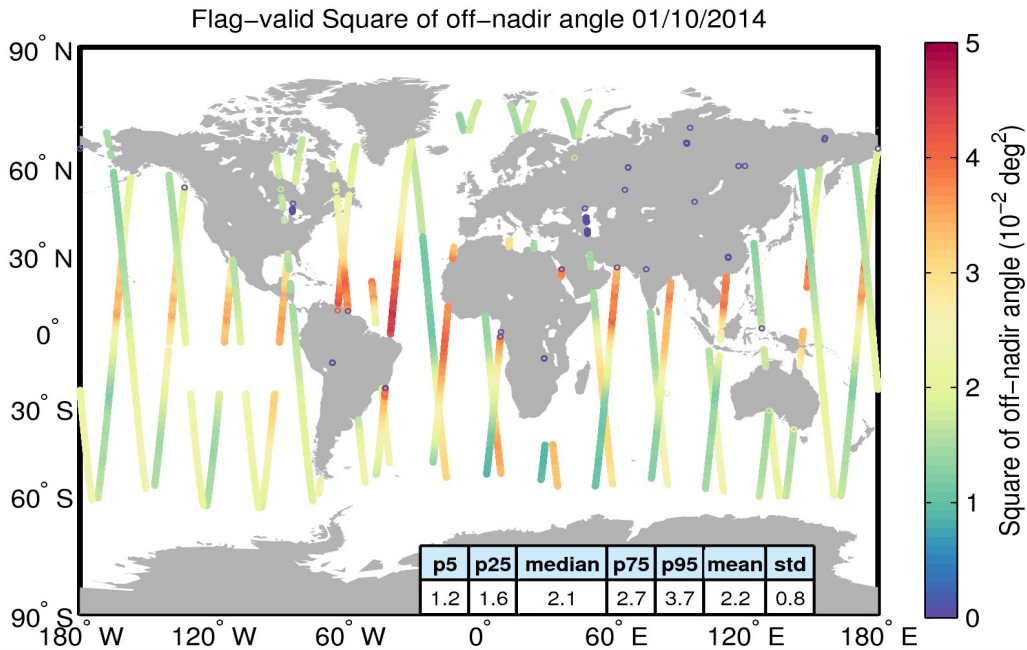 Flag−valid Square of off−nadir angle 01/10/2014
90° N
60° N
30° N
0°
30° S
60° S
90° S
180° W
120° W
60° W
0°
60° E
120° E
180° E
p5 p25 median p75 p95 mean std
1.2 1.6 2.1 2.7 3.7 2.2 0.8
5
4
3
2
1
0
Square of off−nadir angle (10⁻² deg²)